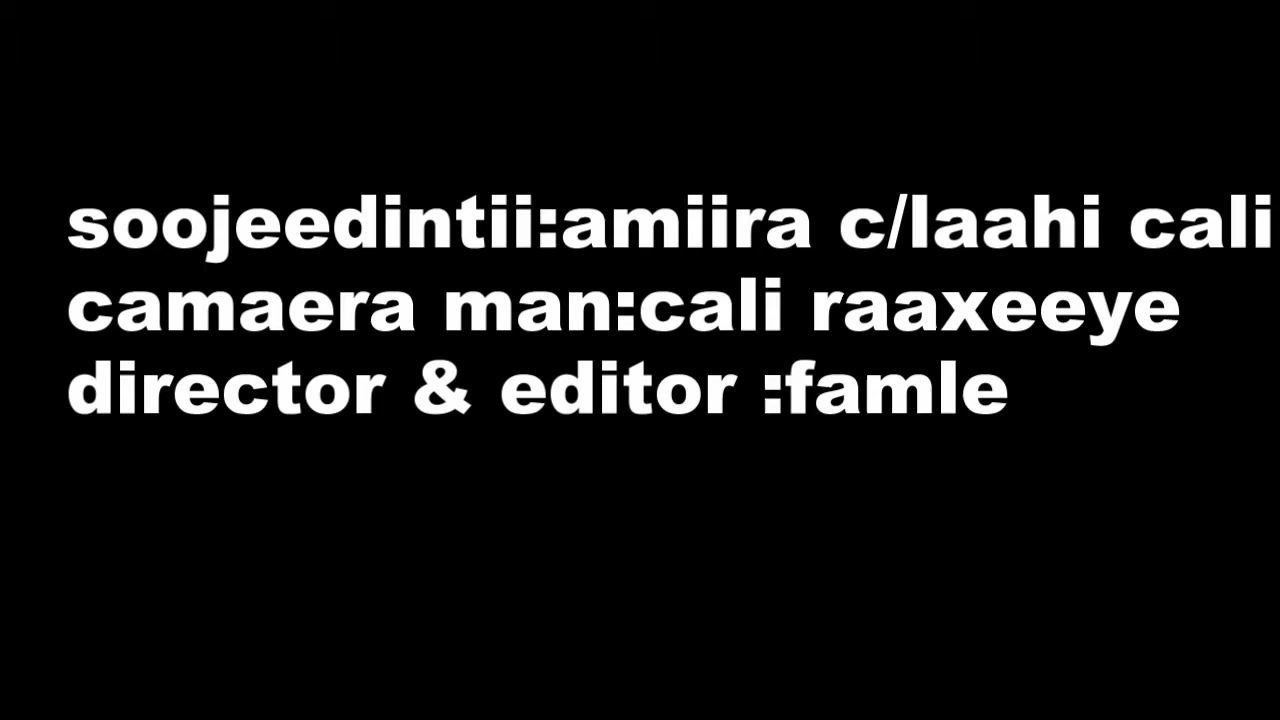 soojeedintii:amiira c/laahi cali
camaera man:cali raaxeeye
director & editor :famle